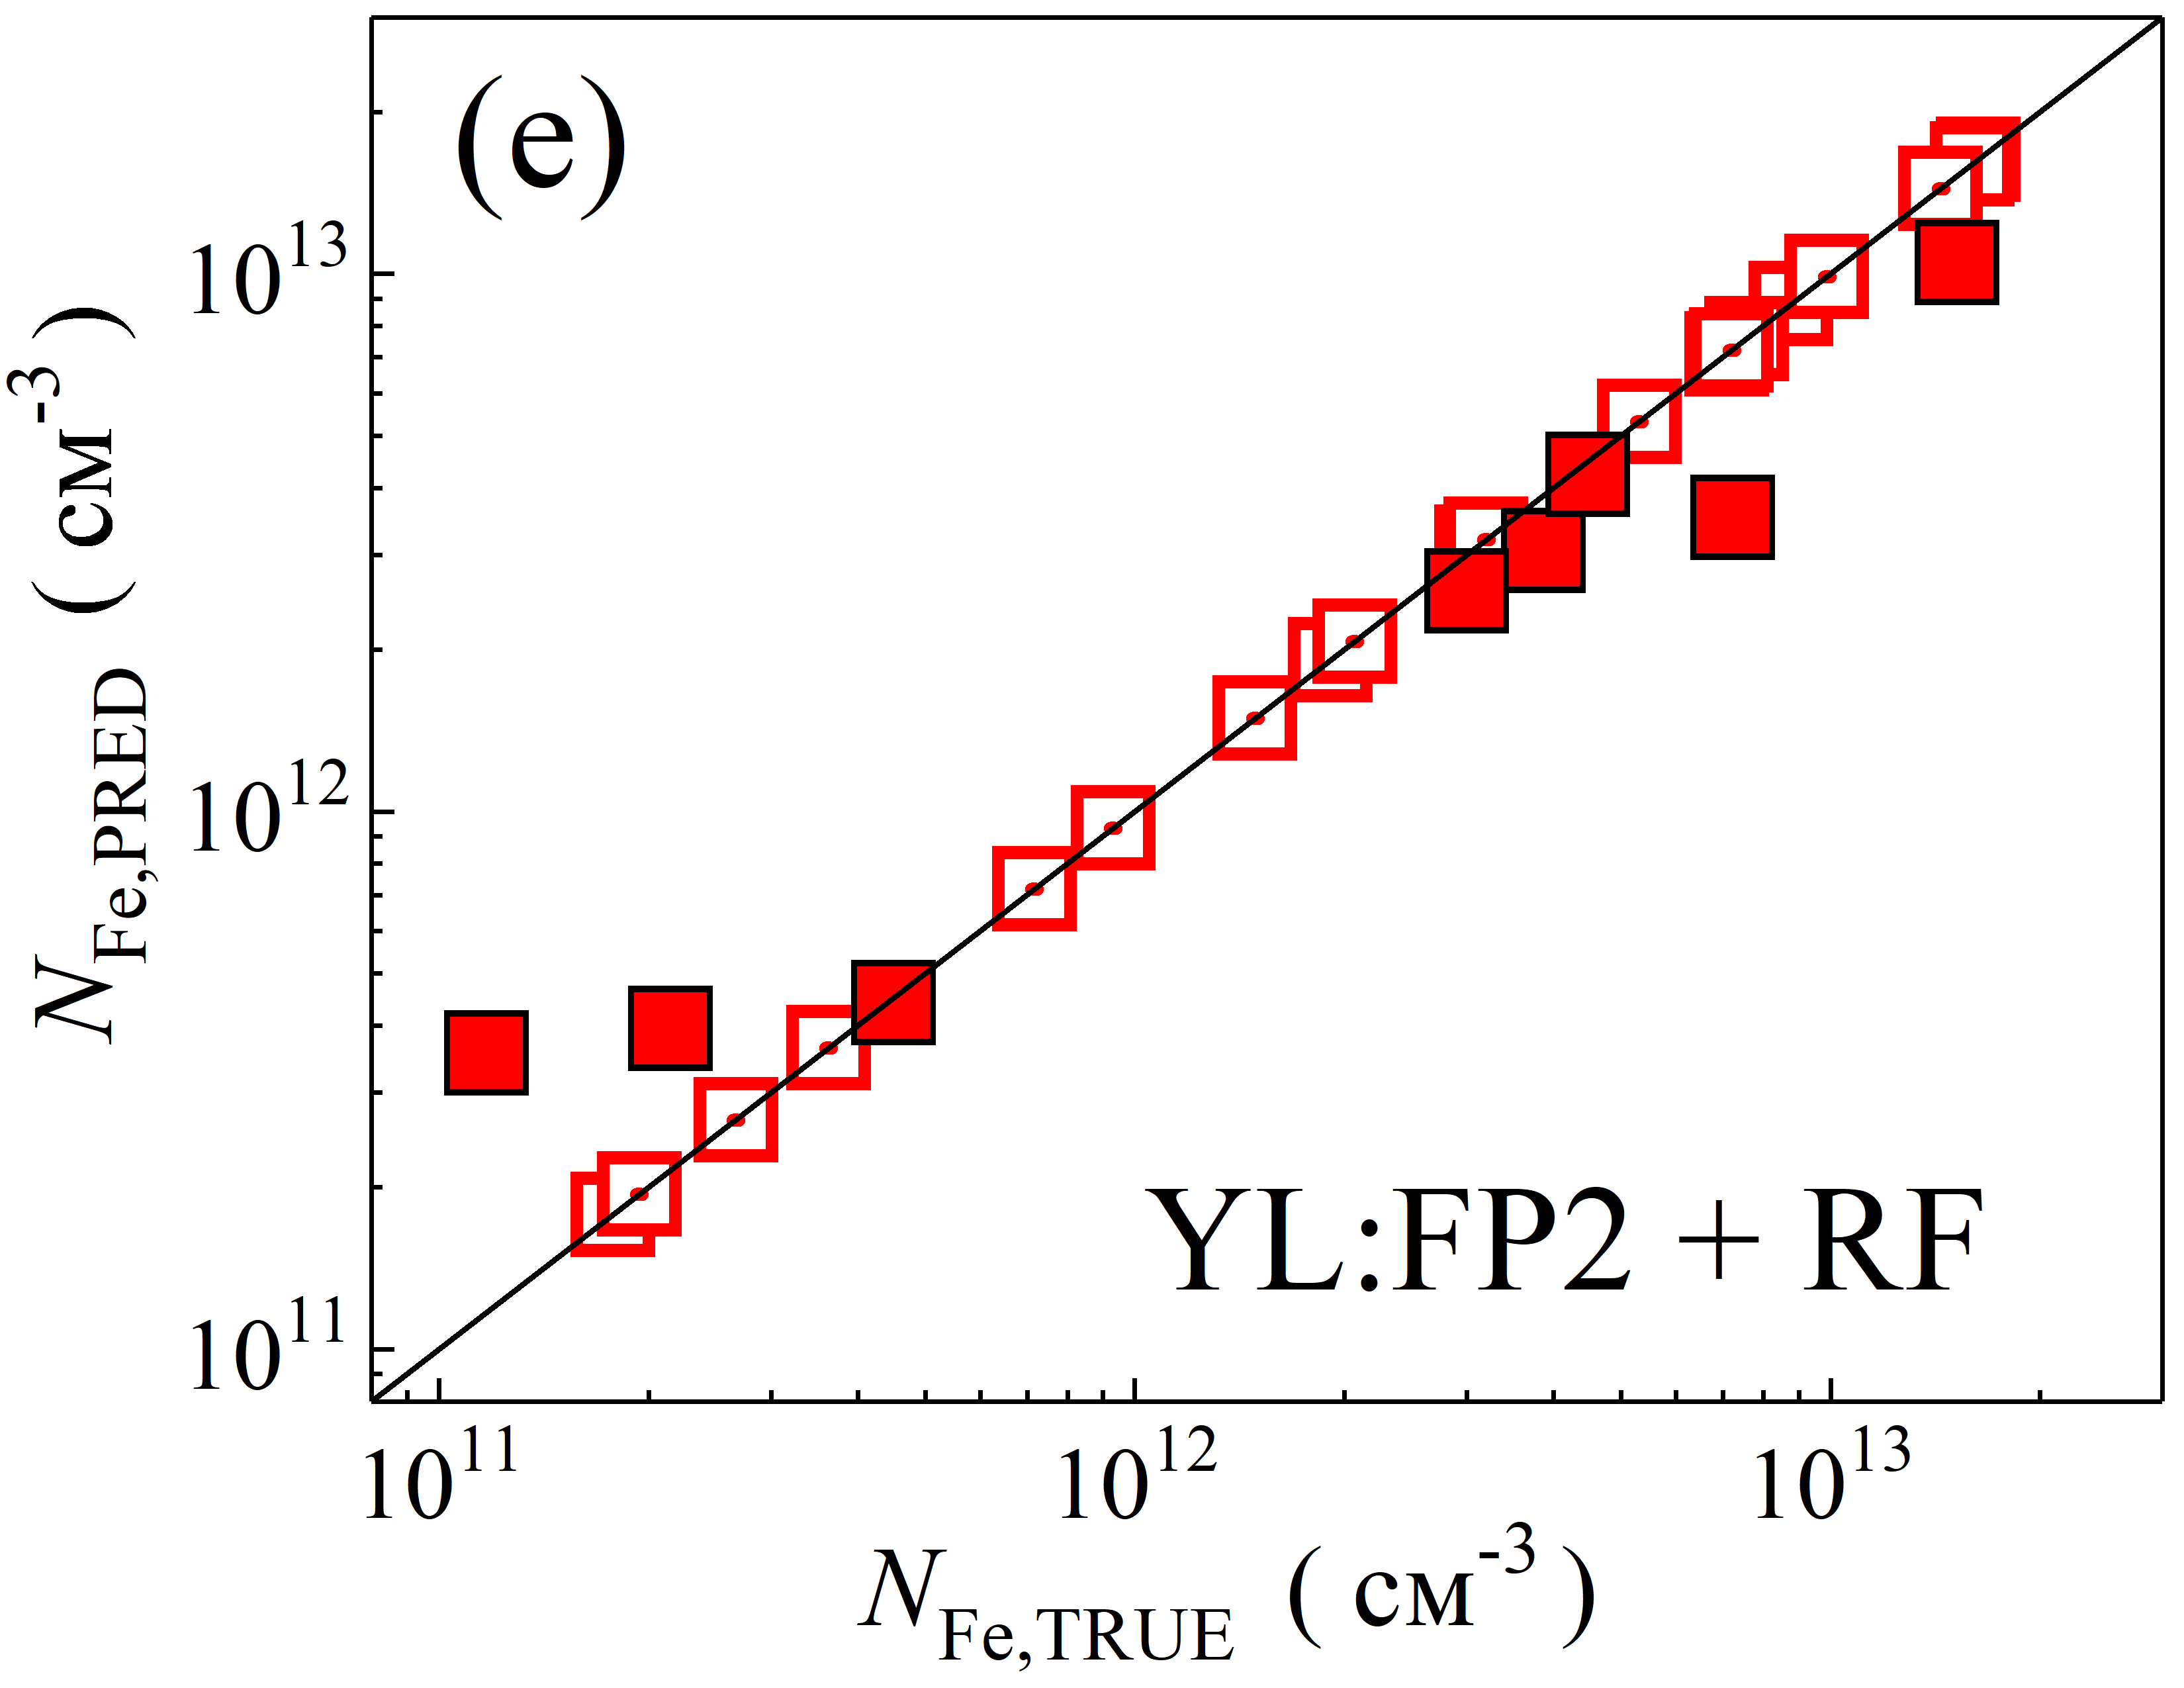 (e)
10^13
10^12
10^11
N_Fe,PRED ( см^-3 )
YL:FP2 + RF
10^11 10^12 10^13
N_Fe,TRUE ( см^-3 )